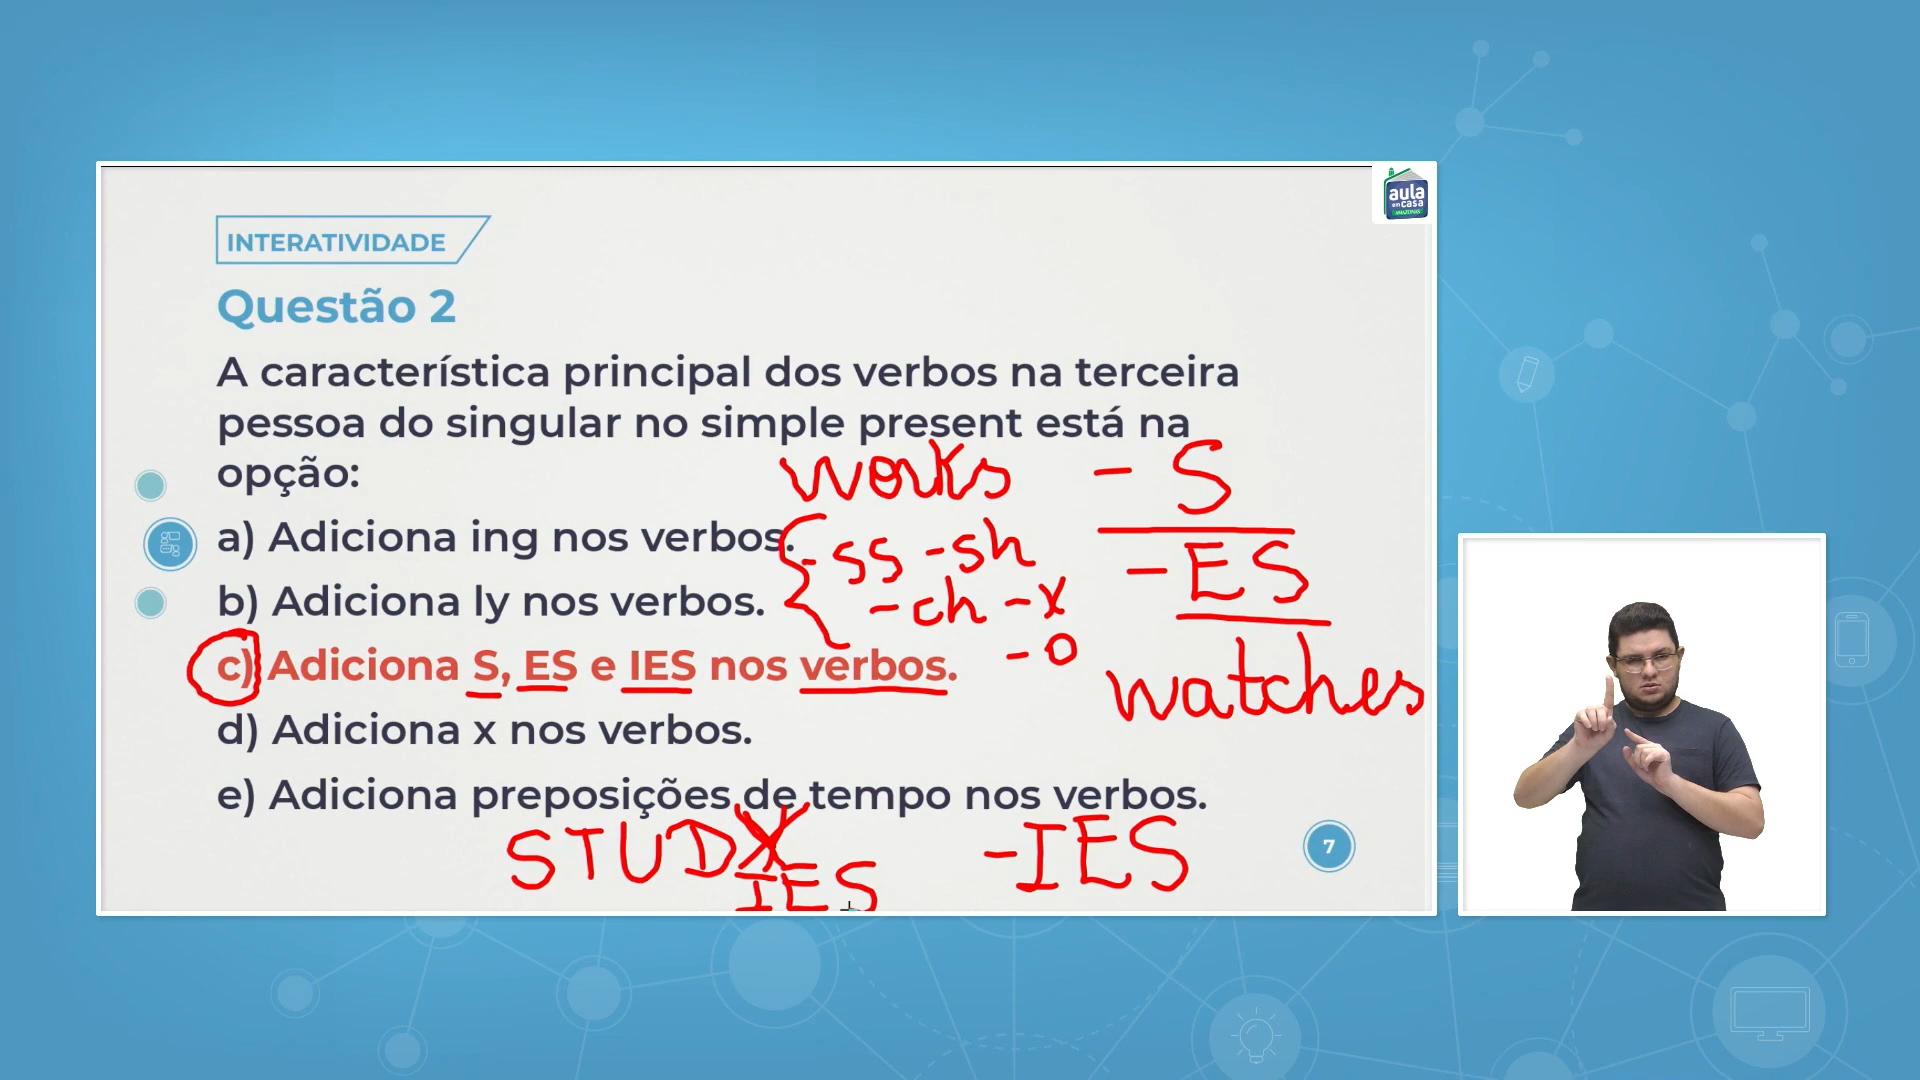 aula
em casa
AMAZONAS
INTERATIVIDADE
Questão 2
A característica principal dos verbos na terceira
pessoa do singular no simple present está na
opção:
works - S
a) Adiciona ing nos verbos.
-ss -sh - ES
b) Adiciona ly nos verbos.
- ch - x
- o
c) Adiciona S, ES e IES nos verbos.
watches
d) Adiciona x nos verbos.
e) Adiciona preposições de tempo nos verbos.
STUDY -IES
IES
7